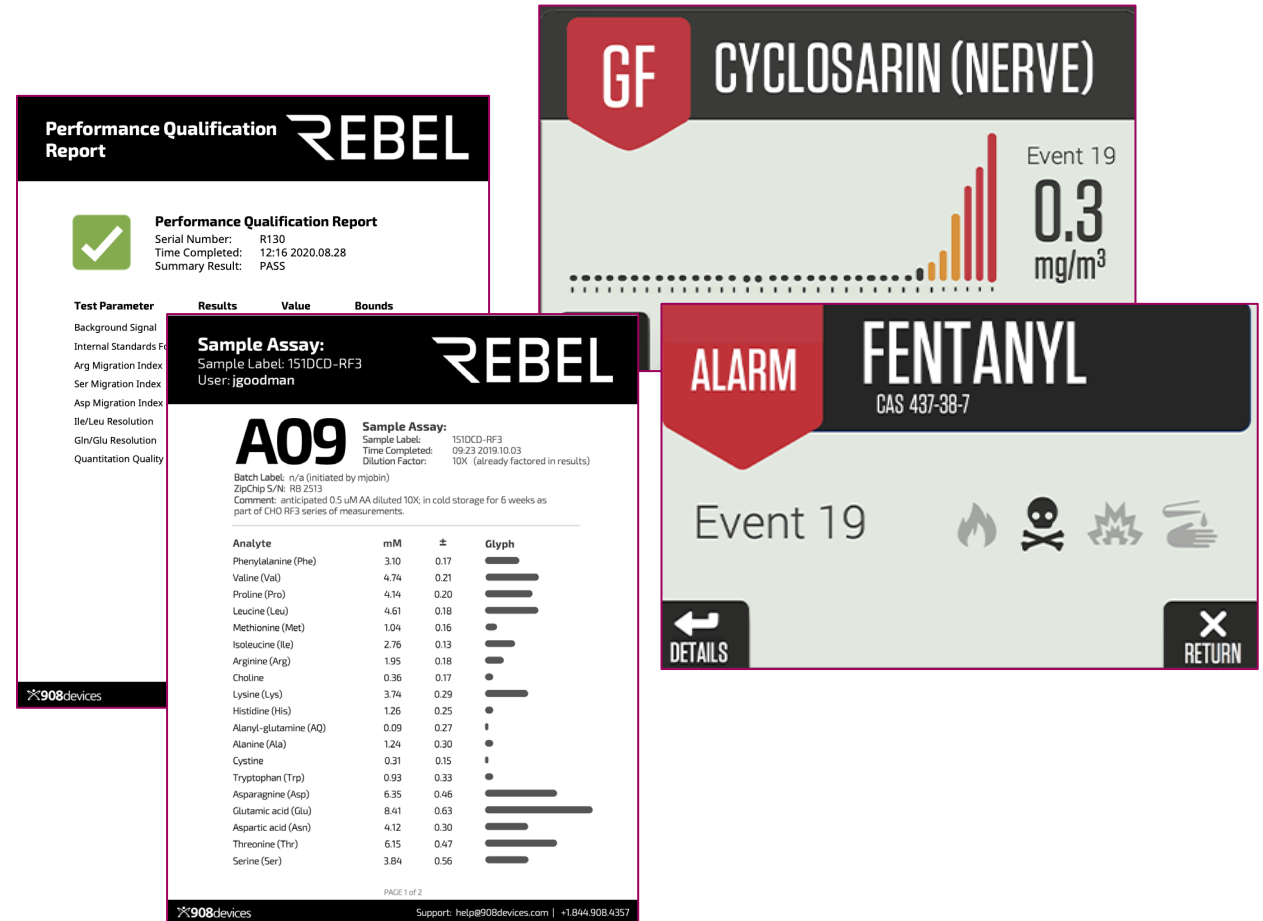 Performance Qualification
Report
REBEL
Performance Qualification Report
Serial Number: R130
Time Completed: 12:16 2020.08.28
Summary Result: PASS
Test Parameter Results Value Bounds
Background Signal
Internal Standards
Arg Migration Index
Ser Migration Index
Asp Migration Index
Ile/Leu Resolution
Gln/Glu Resolution
Quantitation Quality
908devices
Sample Assay:
Sample Label: 151DCD-RF3
User: jgoodman
REBEL
A09
Sample Assay:
Sample Label: 151DCD-RF3
Time Completed: 09:23 2019.10.03
Dilution Factor: 10X (already factored in results)
Batch Label: n/a (initiated by mjobin)
ZipChip S/N: RB 2513
Comment: anticipated 0.5 uM AA diluted 10X; in cold storage for 6 weeks as
part of CHO RF3 series of measurements.
Analyte mM ± Glyph
Phenylalanine (Phe) 3.10 0.17
Valine (Val) 4.74 0.21
Proline (Pro) 4.14 0.20
Leucine (Leu) 4.61 0.18
Methionine (Met) 1.04 0.16
Isoleucine (Ile) 2.76 0.13
Arginine (Arg) 1.95 0.18
Choline 0.36 0.17
Lysine (Lys) 3.74 0.29
Histidine (His) 1.26 0.25
Alanyl-glutamine (AQ) 0.09 0.27
Alanine (Ala) 1.24 0.30
Cystine 0.31 0.15
Tryptophan (Trp) 0.93 0.33
Asparagnine (Asp) 6.35 0.46
Glutamic acid (Glu) 8.41 0.63
Aspartic acid (Asn) 4.12 0.30
Threonine (Thr) 6.15 0.47
Serine (Ser) 3.84 0.56
PAGE 1 of 2
908devices
Support: help@908devices.com | +1.844.908.4357
GF
CYCLOSARIN (NERVE)
Event 19
0.3
mg/m³
ALARM
FENTANYL
CAS 437-38-7
Event 19
DETAILS
RETURN